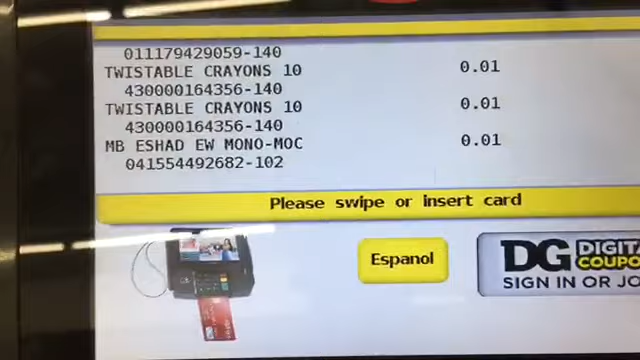 011179429059-140
TWISTABLE CRAYONS 10 0.01
430000164356-140
TWISTABLE CRAYONS 10 0.01
430000164356-140
MB ESHAD EW MONO-MOC 0.01
041554492682-102
Please swipe or insert card
Espanol
DG DIGITA
COUPO
SIGN IN OR JO